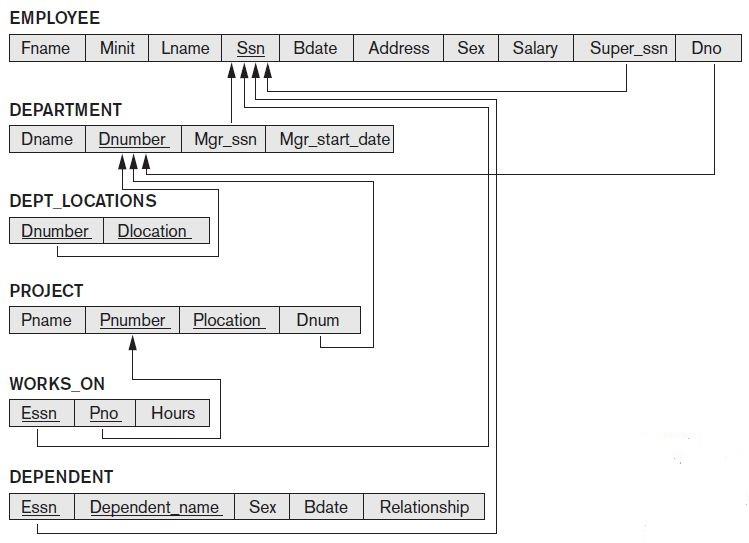 EMPLOYEE
Fname Minit Lname Ssn Bdate Address Sex Salary Super_ssn Dno
DEPARTMENT
Dname Dnumber Mgr_ssn Mgr_start_date
DEPT_LOCATIONS
Dnumber Dlocation
PROJECT
Pname Pnumber Plocation Dnum
WORKS_ON
Essn Pno Hours
DEPENDENT
Essn Dependent_name Sex Bdate Relationship